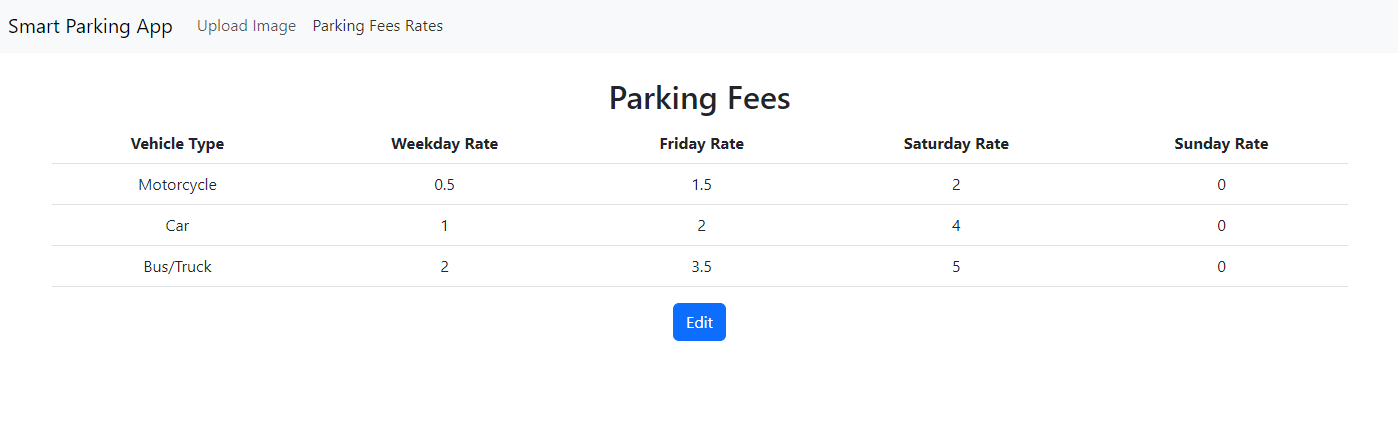 Smart Parking App Upload Image Parking Fees Rates
Parking Fees
Vehicle Type Weekday Rate Friday Rate Saturday Rate Sunday Rate
Motorcycle 0.5 1.5 2 0
Car 1 2 4 0
Bus/Truck 2 3.5 5 0
Edit